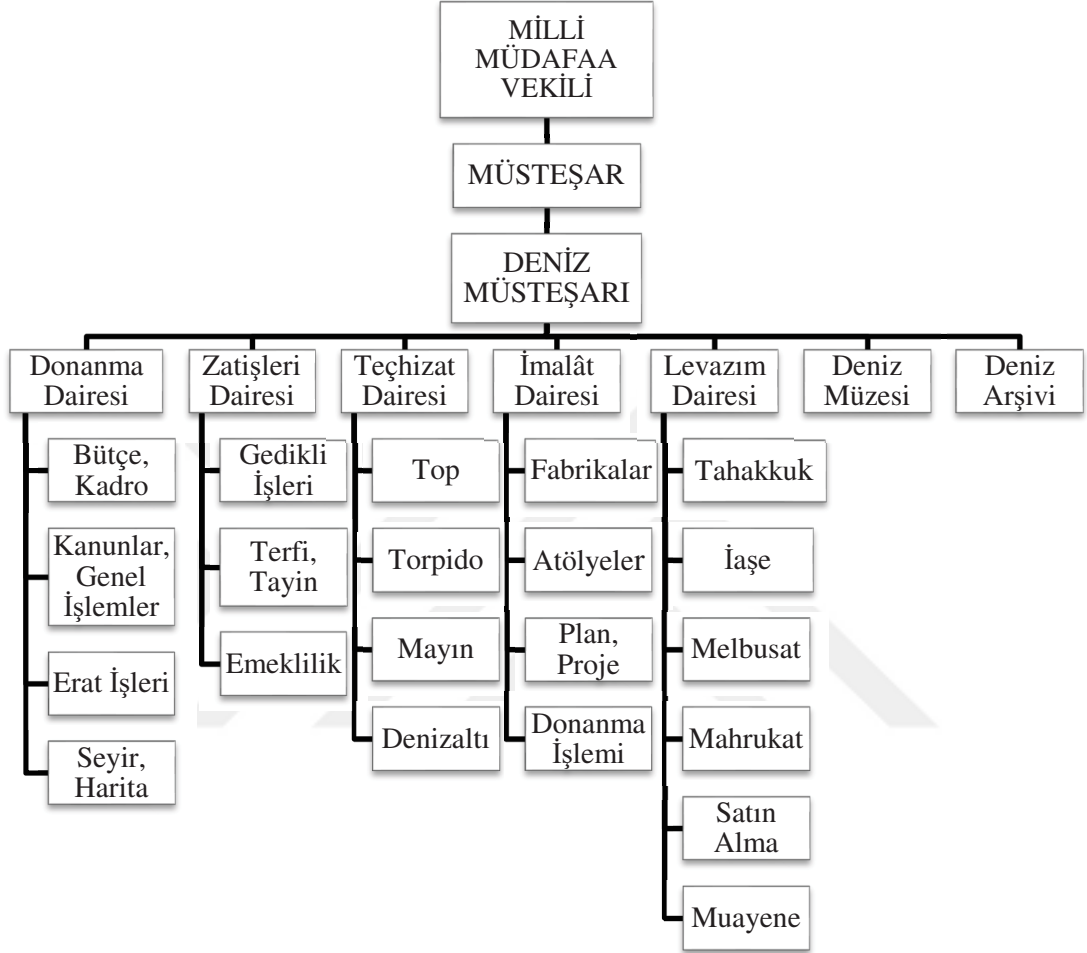 MİLLİ
MÜDAFAA
VEKİLİ
MÜSTEŞAR
DENİZ
MÜSTEŞARI
Donanma
Dairesi
Bütçe,
Kadro
Kanunlar,
Genel
İşlemler
Erat İşleri
Seyir,
Harita
Zatişleri
Dairesi
Gedikli
İşleri
Terfi,
Tayin
Emeklilik
Teçhizat
Dairesi
Top
Torpido
Mayın
Denizaltı
İmalât
Dairesi
Fabrikalar
Atölyeler
Plan,
Proje
Donanma
İşlemi
Levazım
Dairesi
Tahakkuk
İaşe
Melbusat
Mahrukat
Satın
Alma
Muayene
Deniz
Müzesi
Deniz
Arşivi